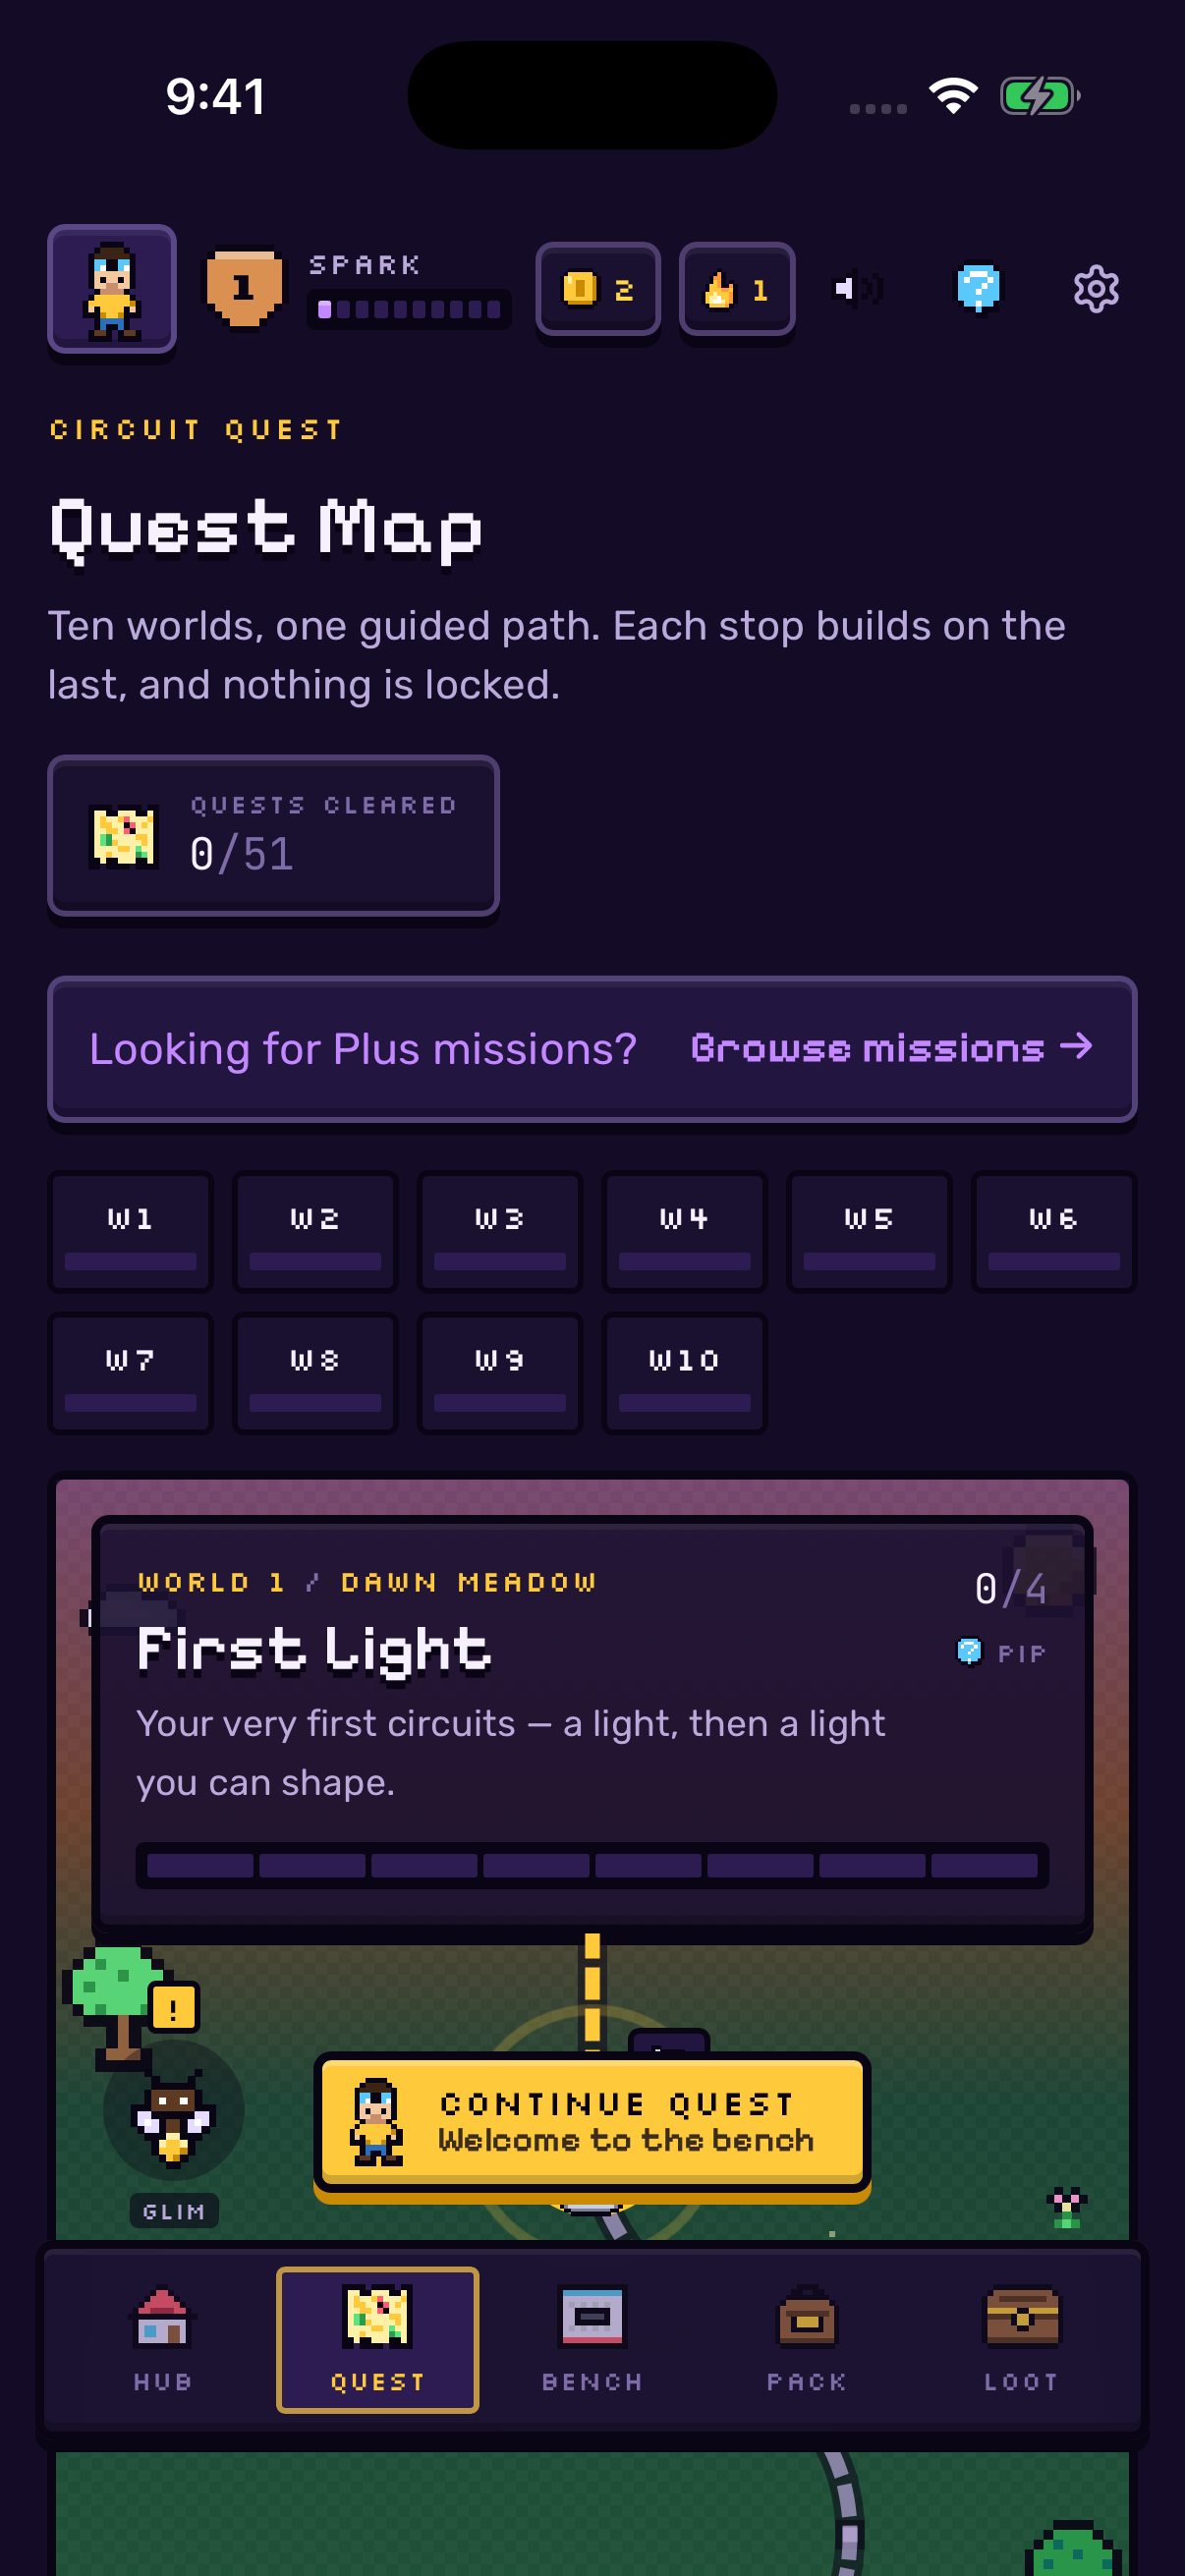 9:41
1
SPARK
2
1
?
CIRCUIT QUEST
Quest Map
Ten worlds, one guided path. Each stop builds on the
last, and nothing is locked.
QUESTS CLEARED
0/51
Looking for Plus missions? Browse missions →
W1 W2 W3 W4 W5 W6
W7 W8 W9 W10
WORLD 1 / DAWN MEADOW
0/4
First Light
? PIP
Your very first circuits — a light, then a light
you can shape.
!
CONTINUE QUEST
Welcome to the bench
GLIM
HUB QUEST BENCH PACK LOOT